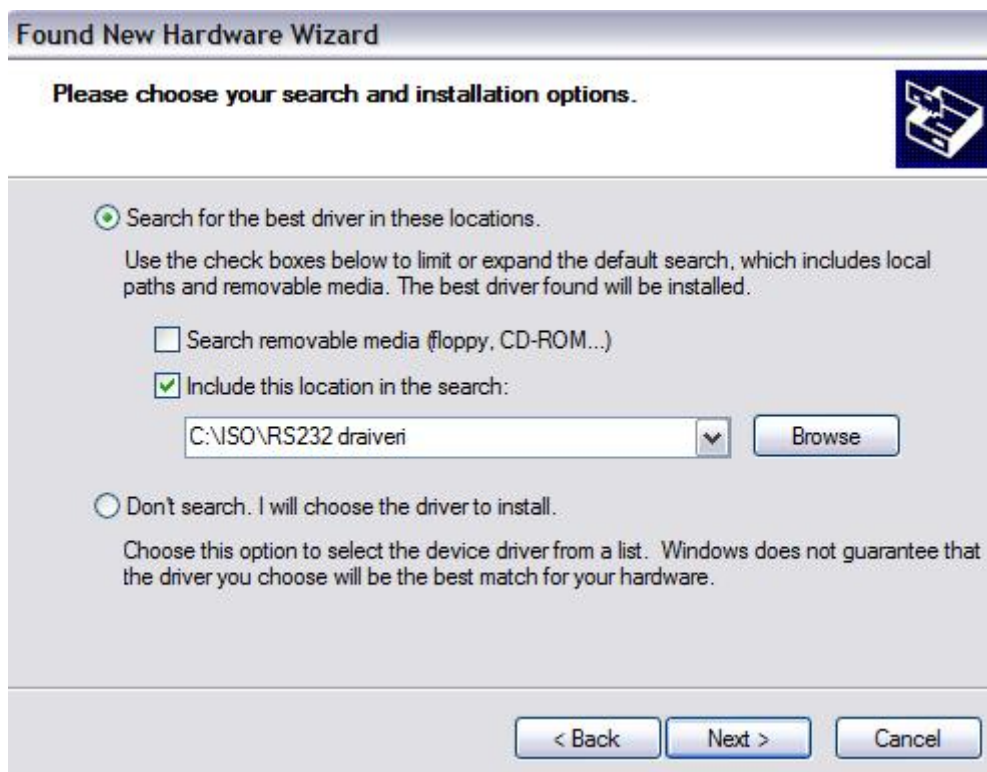 Found New Hardware Wizard
Please choose your search and installation options.
Search for the best driver in these locations.
Use the check boxes below to limit or expand the default search, which includes local
paths and removable media. The best driver found will be installed.
Search removable media (floppy, CD-ROM...)
Include this location in the search:
C:\ISO\RS232 draiveri
Browse
Don't search. I will choose the driver to install.
Choose this option to select the device driver from a list. Windows does not guarantee that
the driver you choose will be the best match for your hardware.
< Back Next > Cancel